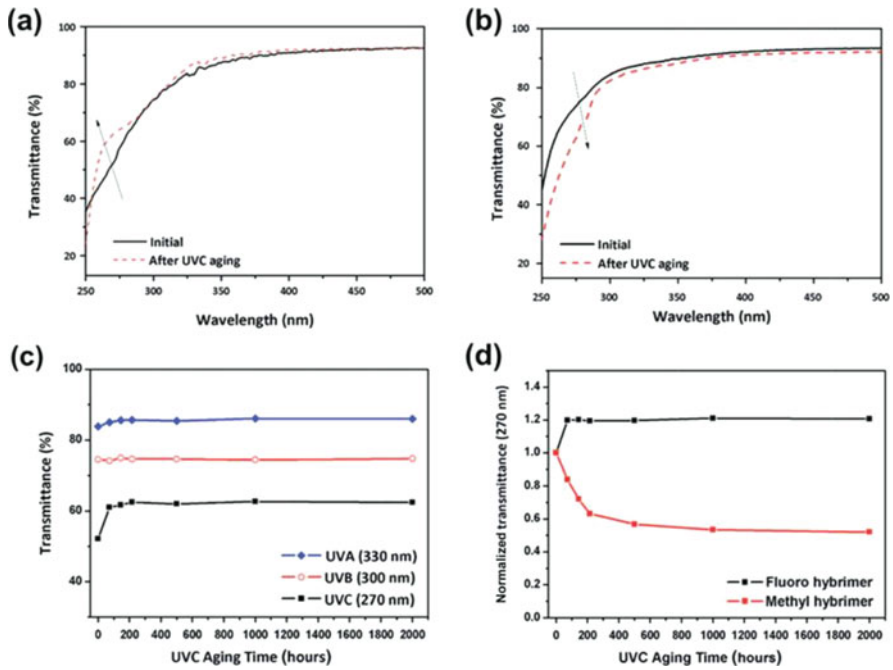 (a)
100
80
60
40
20
Transmittance (%)
Initial
After UVC aging
250 300 350 400 450 500
Wavelength (nm)
(b)
100
80
60
40
20
Transmittance (%)
Initial
After UVC aging
250 300 350 400 450 500
Wavelength (nm)
(c)
100
80
60
40
Transmittance (%)
UVA (330 nm)
UVB (300 nm)
UVC (270 nm)
0 200 400 600 800 1000 1200 1400 1600 1800 2000
UVC Aging Time (hours)
(d)
1.4
1.2
1.0
0.8
0.6
0.4
0.2
0.0
Normalized transmittance (270 nm)
Fluoro hybrimer
Methyl hybrimer
0 200 400 600 800 1000 1200 1400 1600 1800 2000
UVC Aging Time (hours)